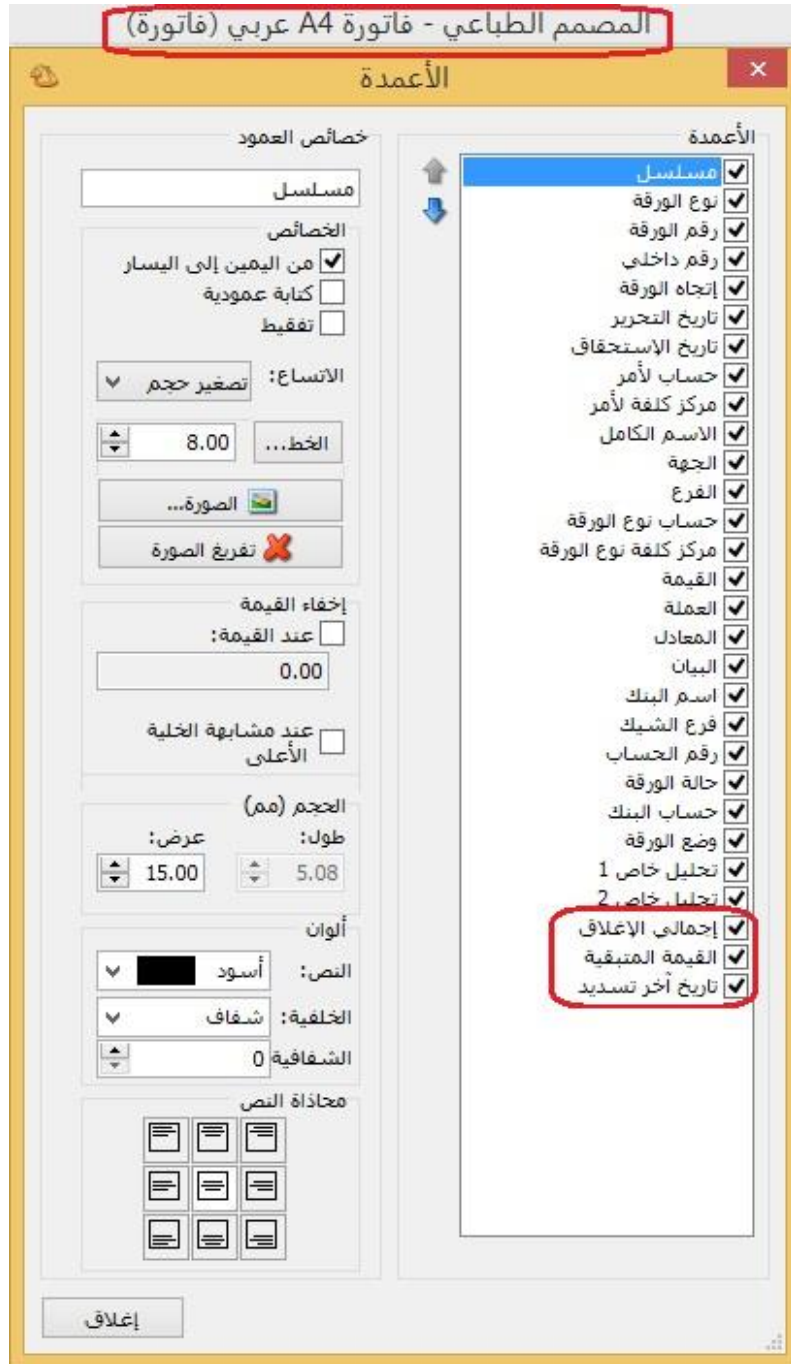 المصمم الطباعي - فاتورة A4 عربي (فاتورة)
الأعمدة
الأعمدة
مسلسل
نوع الورقة
رقم الورقة
رقم داخلي
إتجاه الورقة
تاريخ التحرير
تاريخ الإستحقاق
حساب لأمر
مركز كلفة لأمر
الاسم الكامل
الجهة
الفرع
حساب نوع الورقة
مركز كلفة نوع الورقة
القيمة
العملة
المعادل
البيان
اسم البنك
فرع الشيك
رقم الحساب
حالة الورقة
حساب البنك
وضع الورقة
تحليل خاص 1
تحليل خاص 2
إجمالي الإغلاق
القيمة المتبقية
تاريخ آخر تسديد
خصائص العمود
مسلسل
الخصائص
من اليمين إلى اليسار
كتابة عمودية
تفقيط
الاتساع: تصغير حجم
الخط... 8.00
الصورة...
تفريغ الصورة
إخفاء القيمة
عند القيمة:
0.00
عند مشابهة الخلية
الأعلى
الحجم (مم)
طول: عرض:
5.08 15.00
ألوان
النص: أسود
الخلفية: شفاف
الشفافية 0
محاذاة النص
إغلاق